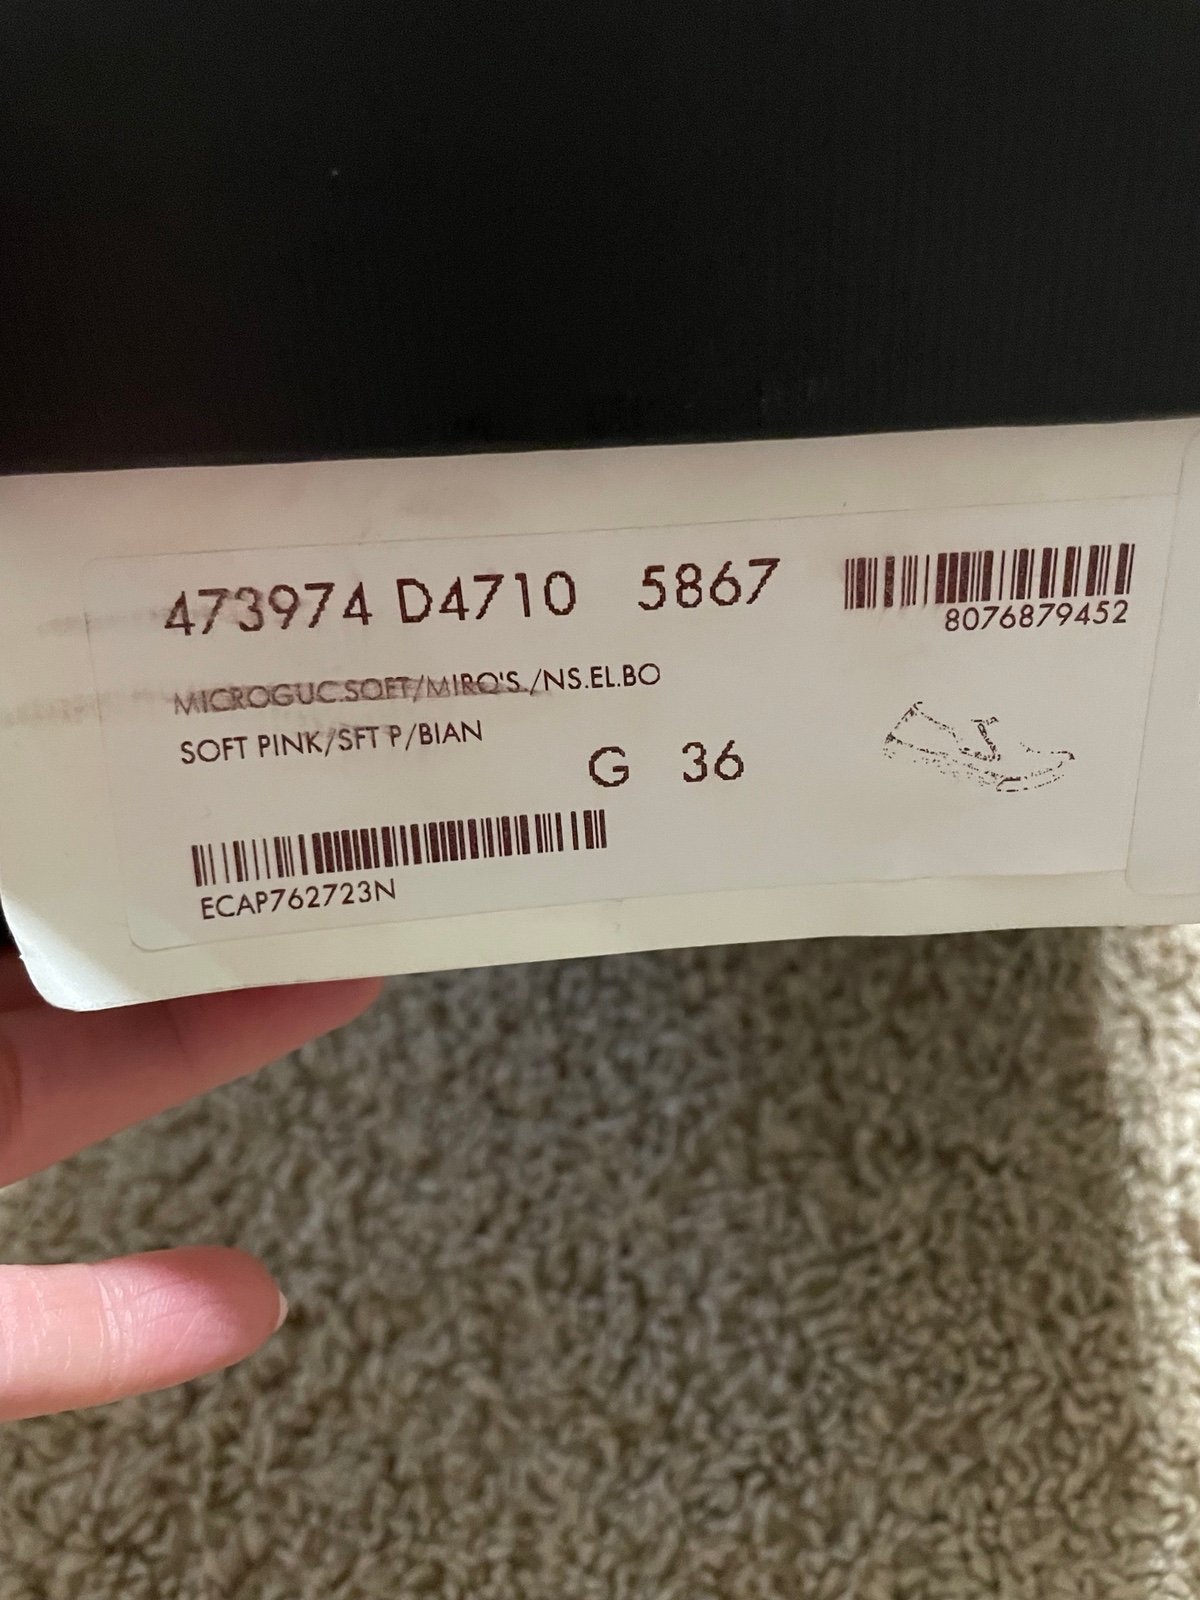 473974 D4710 5867
8076879452
MICROGUC.SOFT/MIRO'S./NS.EL.BO
SOFT PINK/SFT P/BIAN
G 36
ECAP762723N